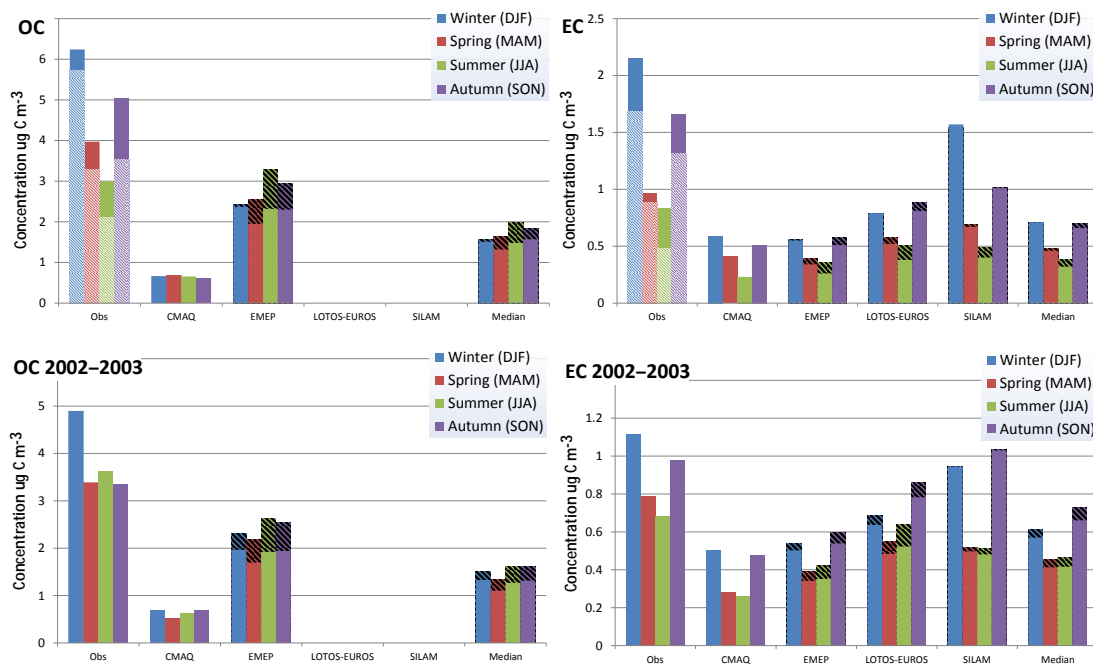 OC
Winter (DJF)
Spring (MAM)
Summer (JJA)
Autumn (SON)
Concentration ug C m-3
6
5
4
3
2
1
0
Obs CMAQ EMEP LOTOS-EUROS SILAM Median
EC
Winter (DJF)
Spring (MAM)
Summer (JJA)
Autumn (SON)
Concentration ug C m-3
2.5
2
1.5
1
0.5
0
Obs CMAQ EMEP LOTOS-EUROS SILAM Median
OC 2002–2003
Winter (DJF)
Spring (MAM)
Summer (JJA)
Autumn (SON)
Concentration ug C m-3
5
4
3
2
1
0
Obs CMAQ EMEP LOTOS-EUROS SILAM Median
EC 2002–2003
Winter (DJF)
Spring (MAM)
Summer (JJA)
Autumn (SON)
Concentration ug C m-3
1.2
1
0.8
0.6
0.4
0.2
0
Obs CMAQ EMEP LOTOS-EUROS SILAM Median